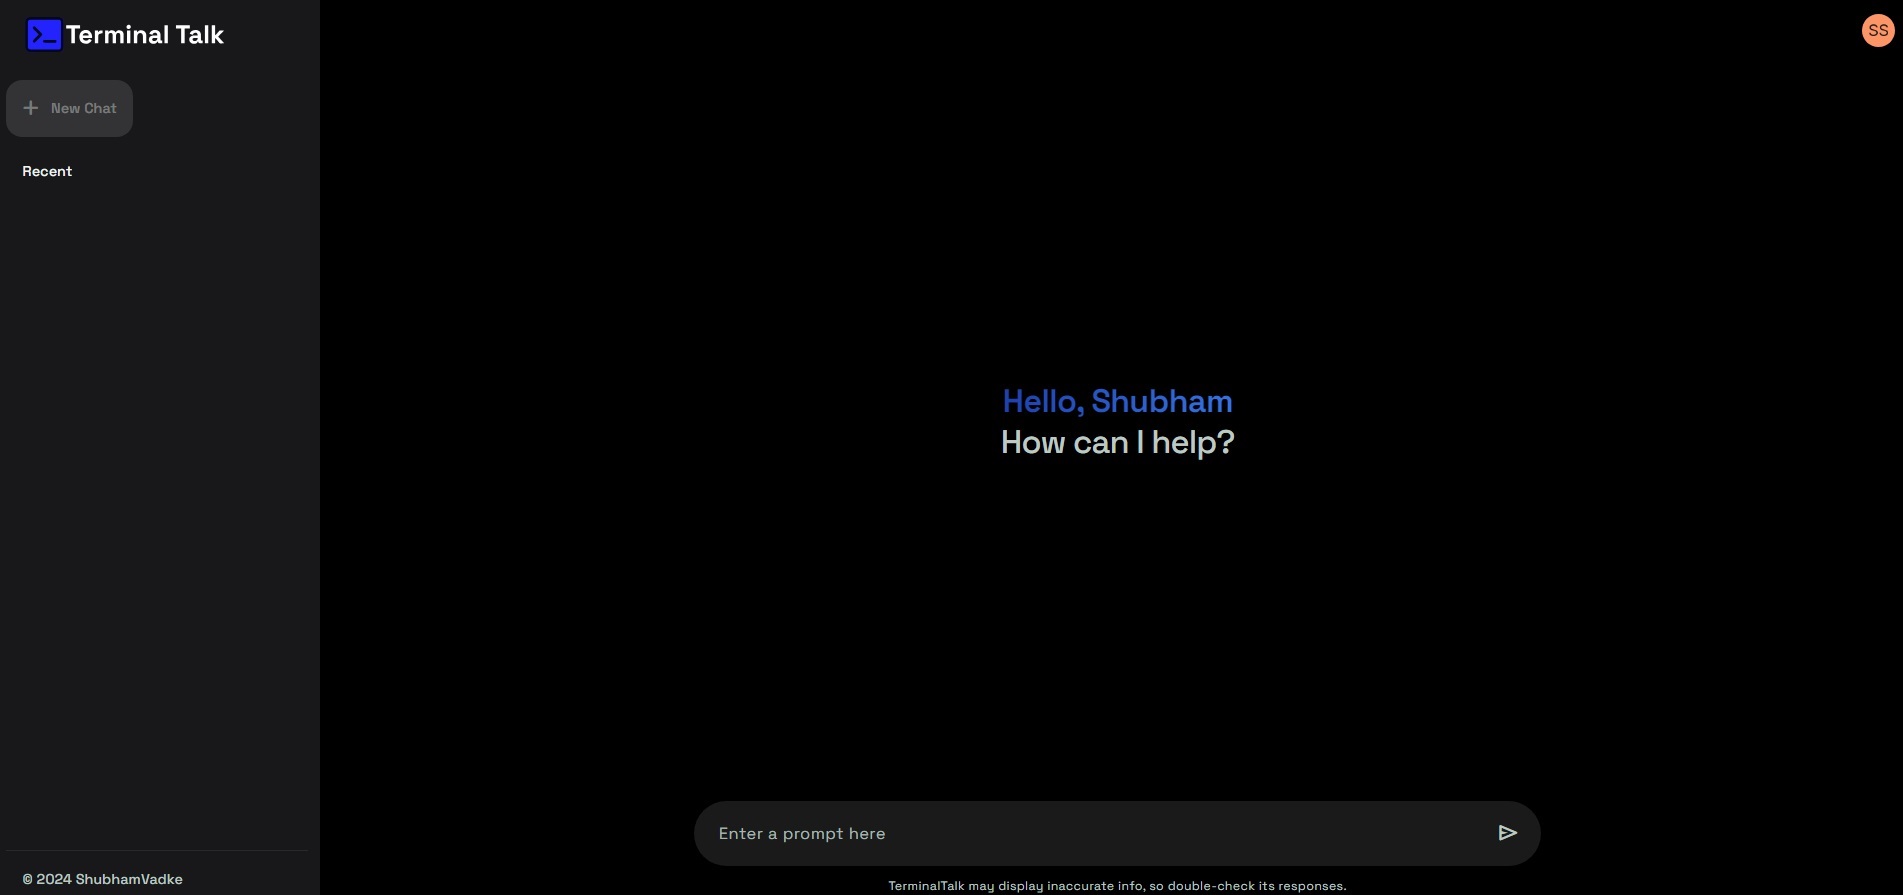 Terminal Talk
SS
New Chat
Recent
Hello, Shubham
How can I help?
Enter a prompt here
© 2024 ShubhamVadke
TerminalTalk may display inaccurate info, so double-check its responses.